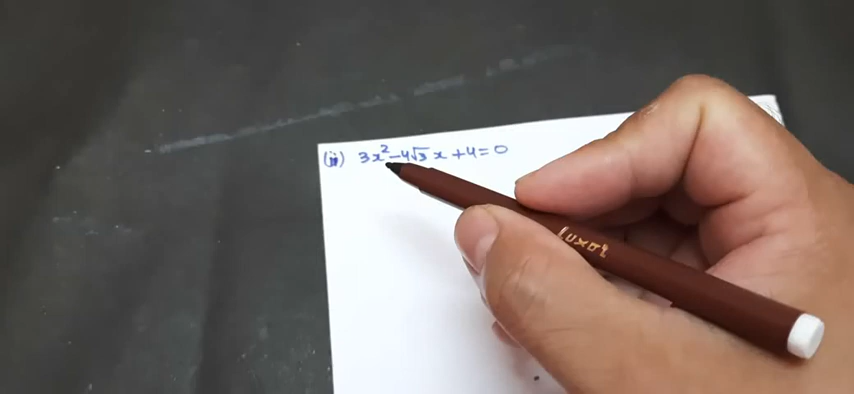 (ii) 3x² - 4√3 x + 4 = 0
Luxor